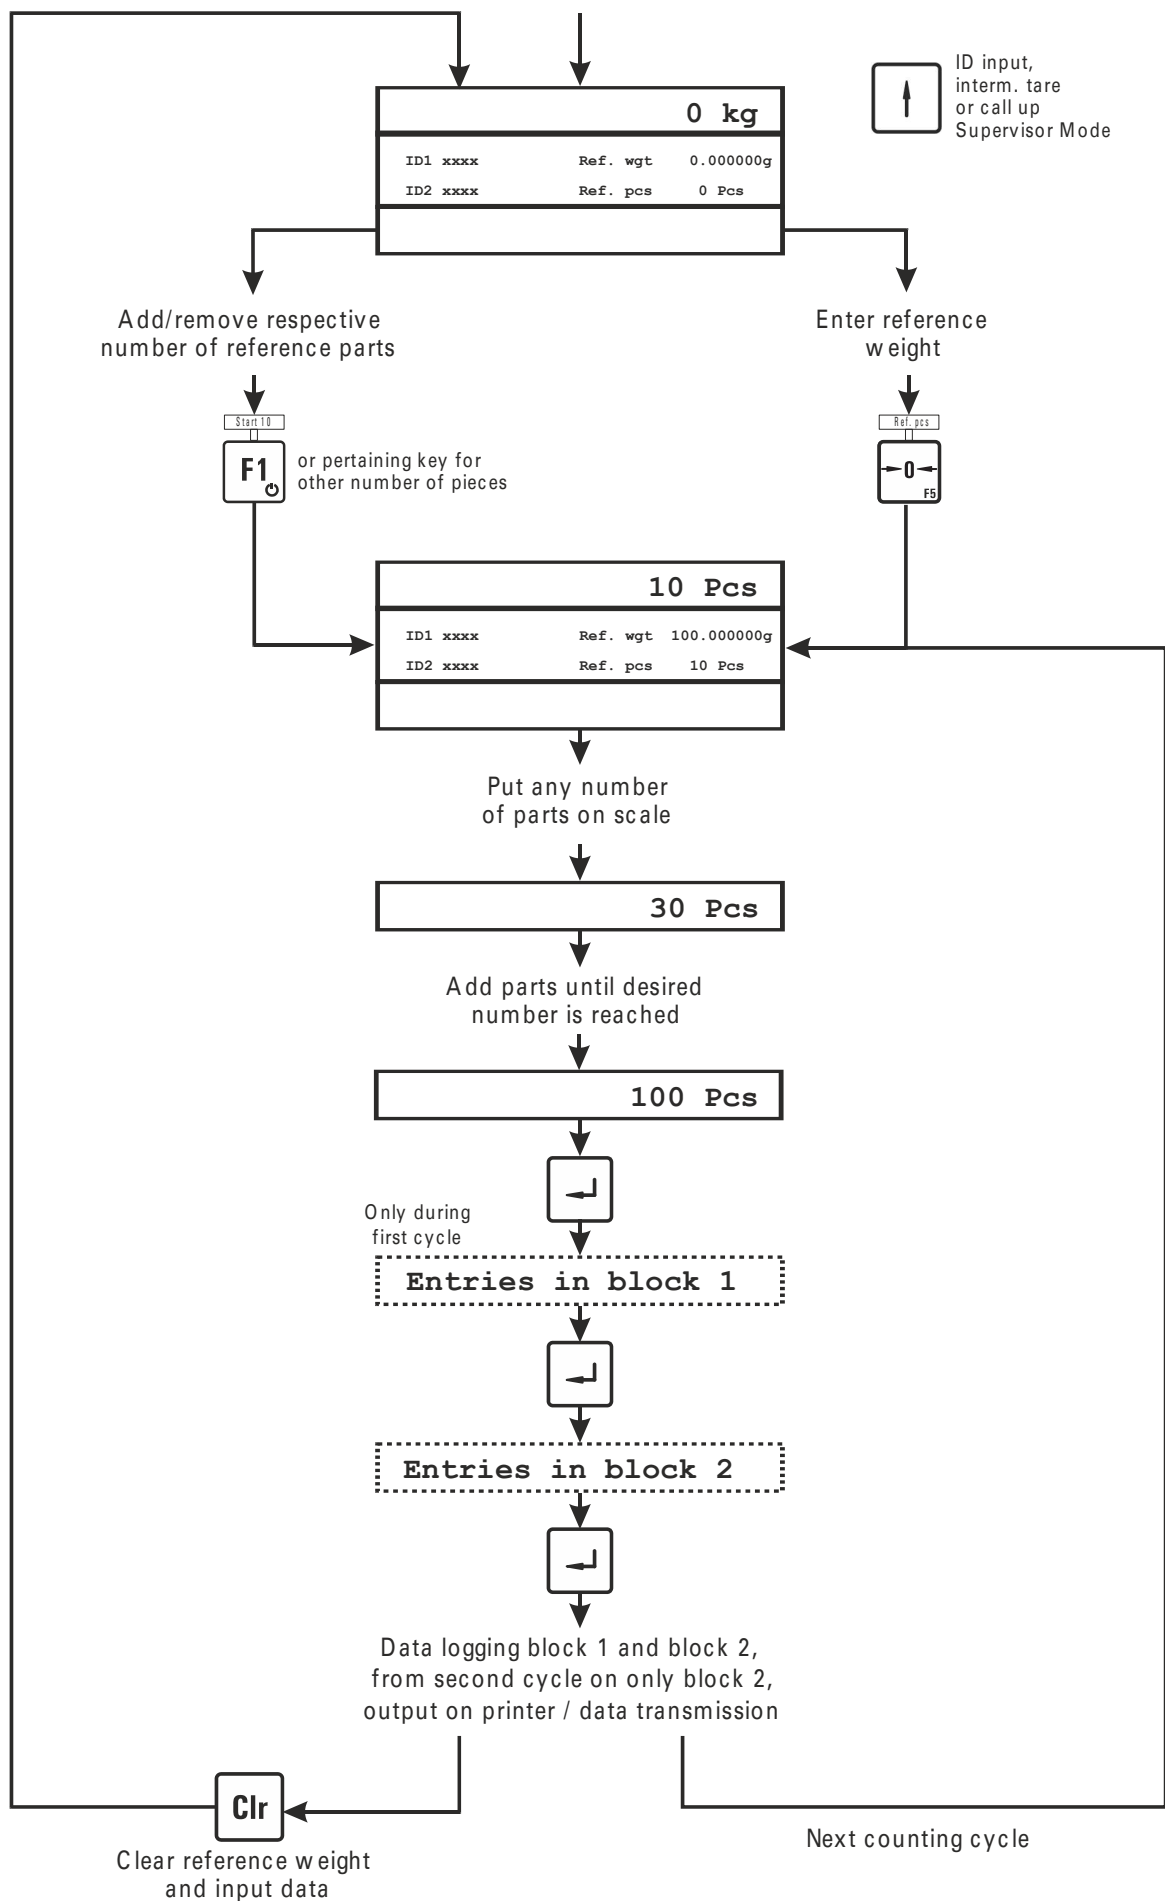 ID input,
interm. tare
or call up
Supervisor Mode
0 kg
ID1 xxxx Ref. wgt 0.000000g
ID2 xxxx Ref. pcs 0 Pcs
Add/remove respective
number of reference parts
Enter reference
weight
Start 10
F1
or pertaining key for
other number of pieces
Ref. pcs
0
F5
10 Pcs
ID1 xxxx Ref. wgt 100.000000g
ID2 xxxx Ref. pcs 10 Pcs
Put any number
of parts on scale
30 Pcs
Add parts until desired
number is reached
100 Pcs
Only during
first cycle
Entries in block 1
Entries in block 2
Data logging block 1 and block 2,
from second cycle on only block 2,
output on printer / data transmission
Clr
Clear reference weight
and input data
Next counting cycle